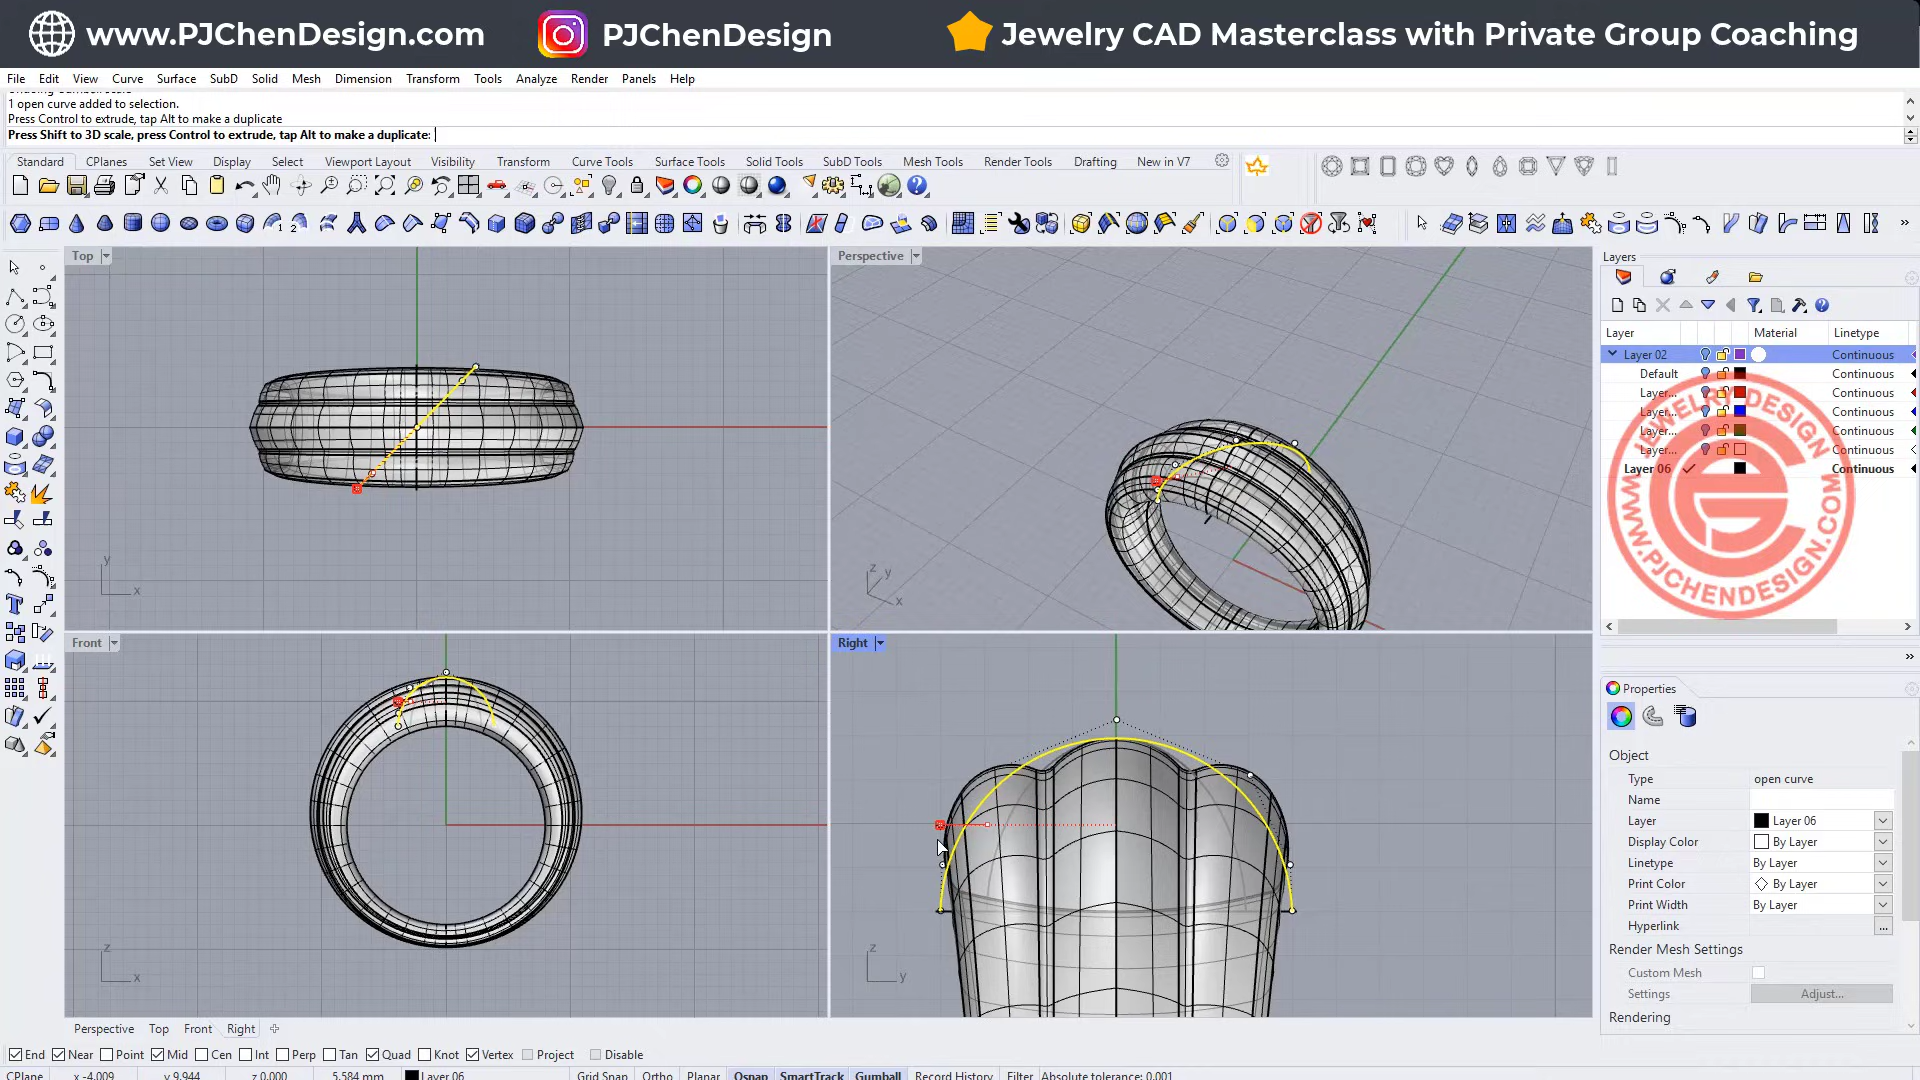 www.PJChenDesign.com PJChenDesign Jewelry CAD Masterclass with Private Group Coaching
File Edit View Curve Surface SubD Solid Mesh Dimension Transform Tools Analyze Render Panels Help
1 open curve added to selection.
Press Control to extrude, tap Alt to make a duplicate
Press Shift to 3D scale, press Control to extrude, tap Alt to make a duplicate:
Standard CPlanes Set View Display Select Viewport Layout Visibility Transform Curve Tools Surface Tools Solid Tools SubD Tools Mesh Tools Render Tools Drafting New in V7
Top Perspective Layers
Layer Material Linetype
Layer 02 Continuous
Default Continuous
Layer... Continuous
Layer... Continuous
Layer... Continuous
Layer... Continuous
Layer 06 Continuous
JEWELRY DESIGN
WWW.PJCHENDESIGN.COM
y
x
z
y
x
Front Right
z
x
z
y
Properties
Object
Type open curve
Name
Layer Layer 06
Display Color By Layer
Linetype By Layer
Print Color By Layer
Print Width By Layer
Hyperlink ...
Render Mesh Settings
Custom Mesh
Settings Adjust...
Rendering
Perspective Top Front Right
End Near Point Mid Cen Int Perp Tan Quad Knot Vertex Project Disable
CPlane x -4.009 y 9.944 z 0.000 5.584 mm Layer 06 Grid Snap Ortho Planar Osnap SmartTrack Gumball Record History Filter Absolute tolerance: 0.001